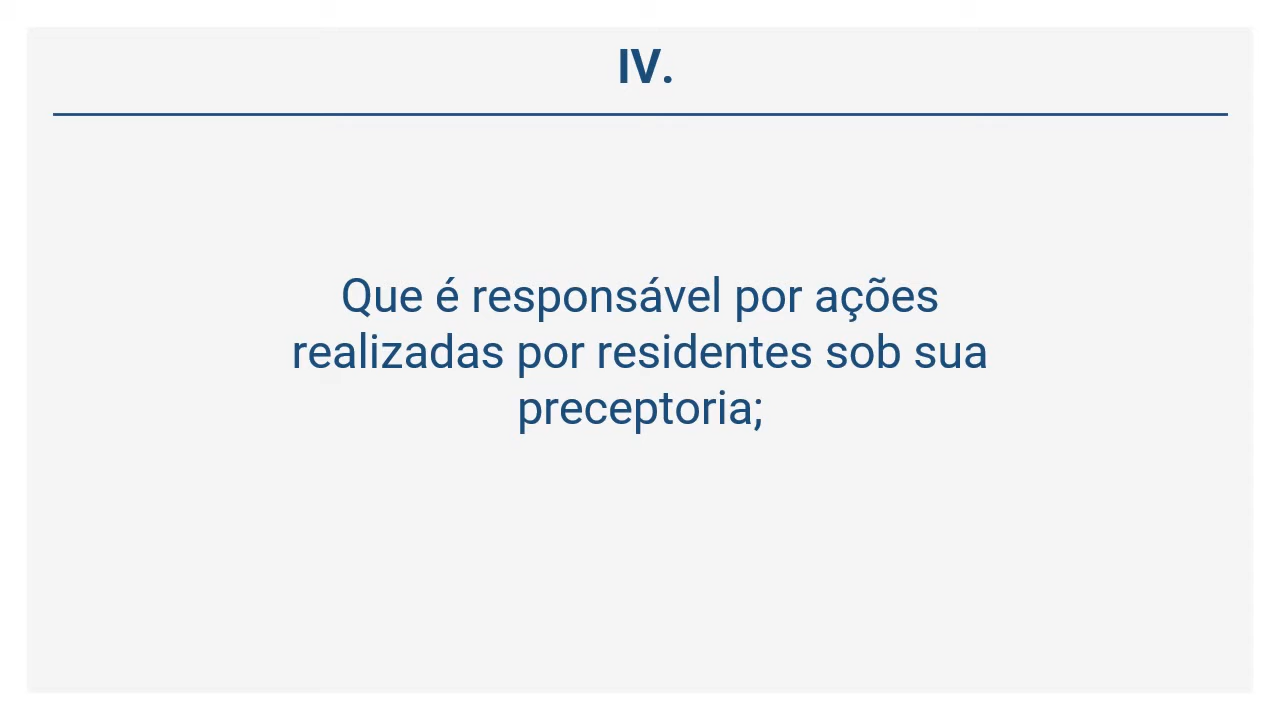 IV.
Que é responsável por ações
realizadas por residentes sob sua
preceptoria;